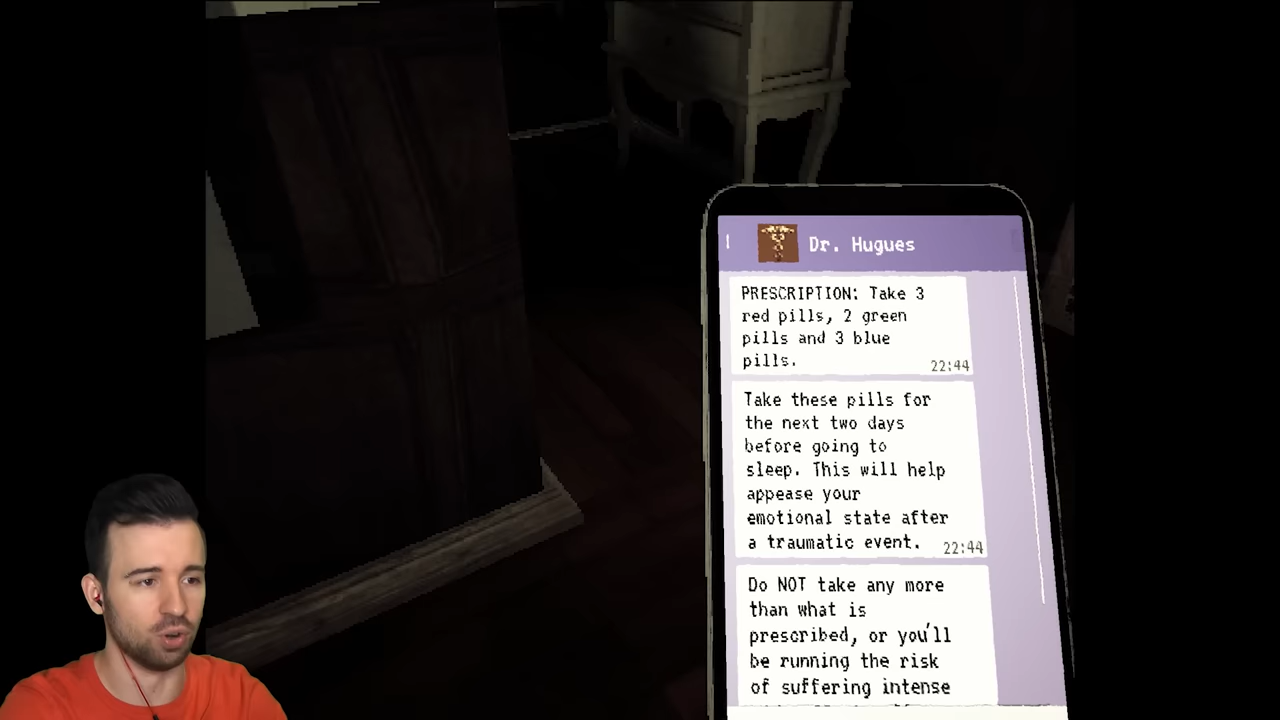 Dr. Hugues
PRESCRIPTION: Take 3
red pills, 2 green
pills and 3 blue
pills.
22:44
Take these pills for
the next two days
before going to
sleep. This will help
appease your
emotional state after
a traumatic event.
22:44
Do NOT take any more
than what is
prescribed, or you'll
be running the risk
of suffering intense